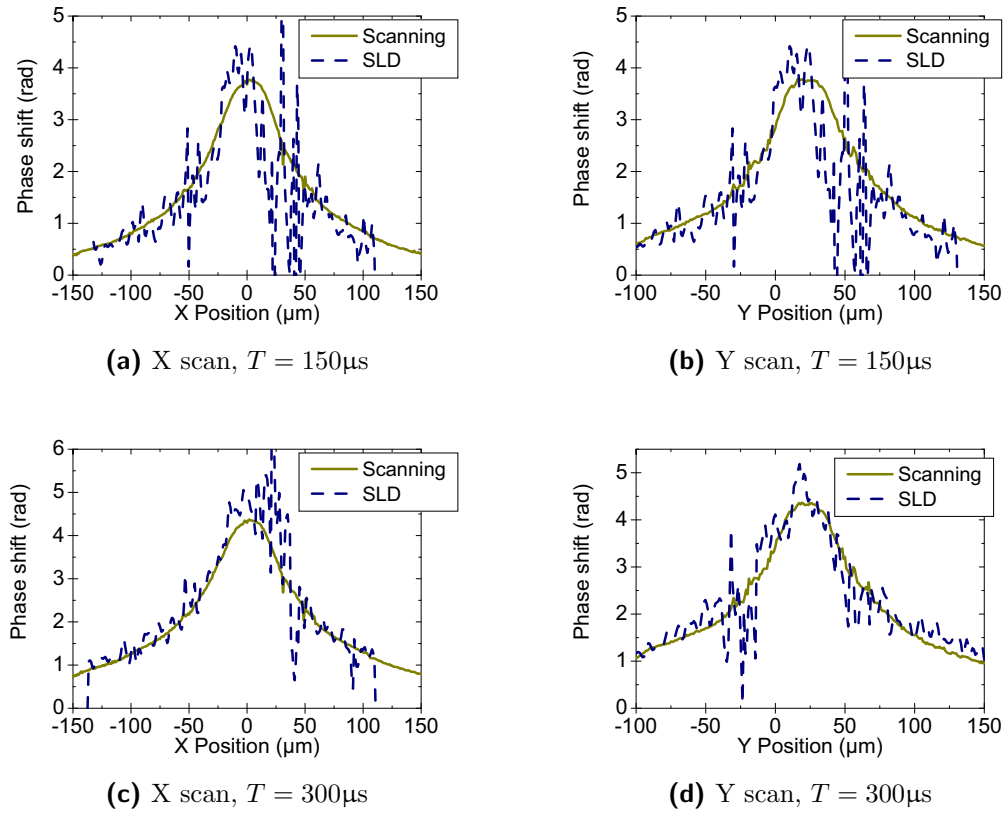 5
4
3
2
1
0
Phase shift (rad)
-150 -100 -50 0 50 100 150
X Position (µm)
Scanning
SLD
(a) X scan, T = 150µs
5
4
3
2
1
0
Phase shift (rad)
-100 -50 0 50 100 150
Y Position (µm)
Scanning
SLD
(b) Y scan, T = 150µs
6
5
4
3
2
1
0
Phase shift (rad)
-150 -100 -50 0 50 100 150
X Position (µm)
Scanning
SLD
(c) X scan, T = 300µs
5
4
3
2
1
0
Phase shift (rad)
-100 -50 0 50 100 150
Y Position (µm)
Scanning
SLD
(d) Y scan, T = 300µs